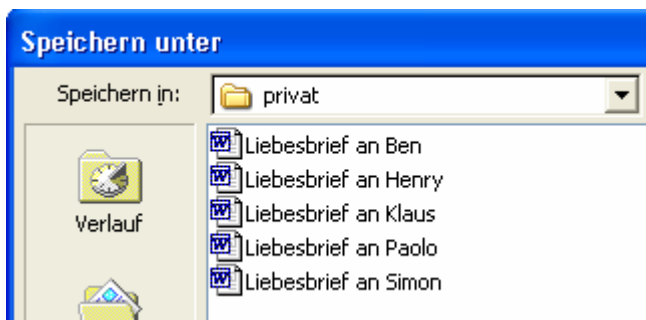 Speichern unter
Speichern in: privat
Liebesbrief an Ben
Liebesbrief an Henry
Liebesbrief an Klaus
Liebesbrief an Paolo
Liebesbrief an Simon
Verlauf